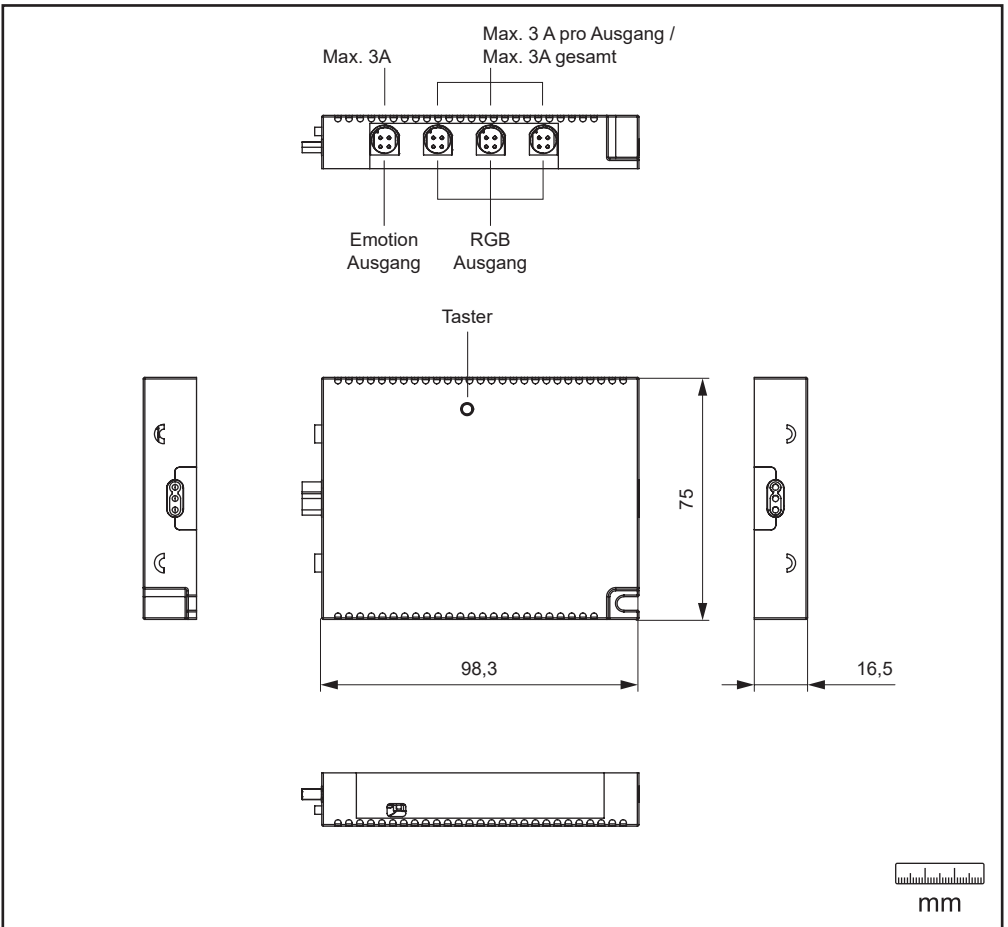 Max. 3A
Max. 3 A pro Ausgang /
Max. 3A gesamt
Emotion
Ausgang
RGB
Ausgang
Taster
75
98,3
16,5
mm